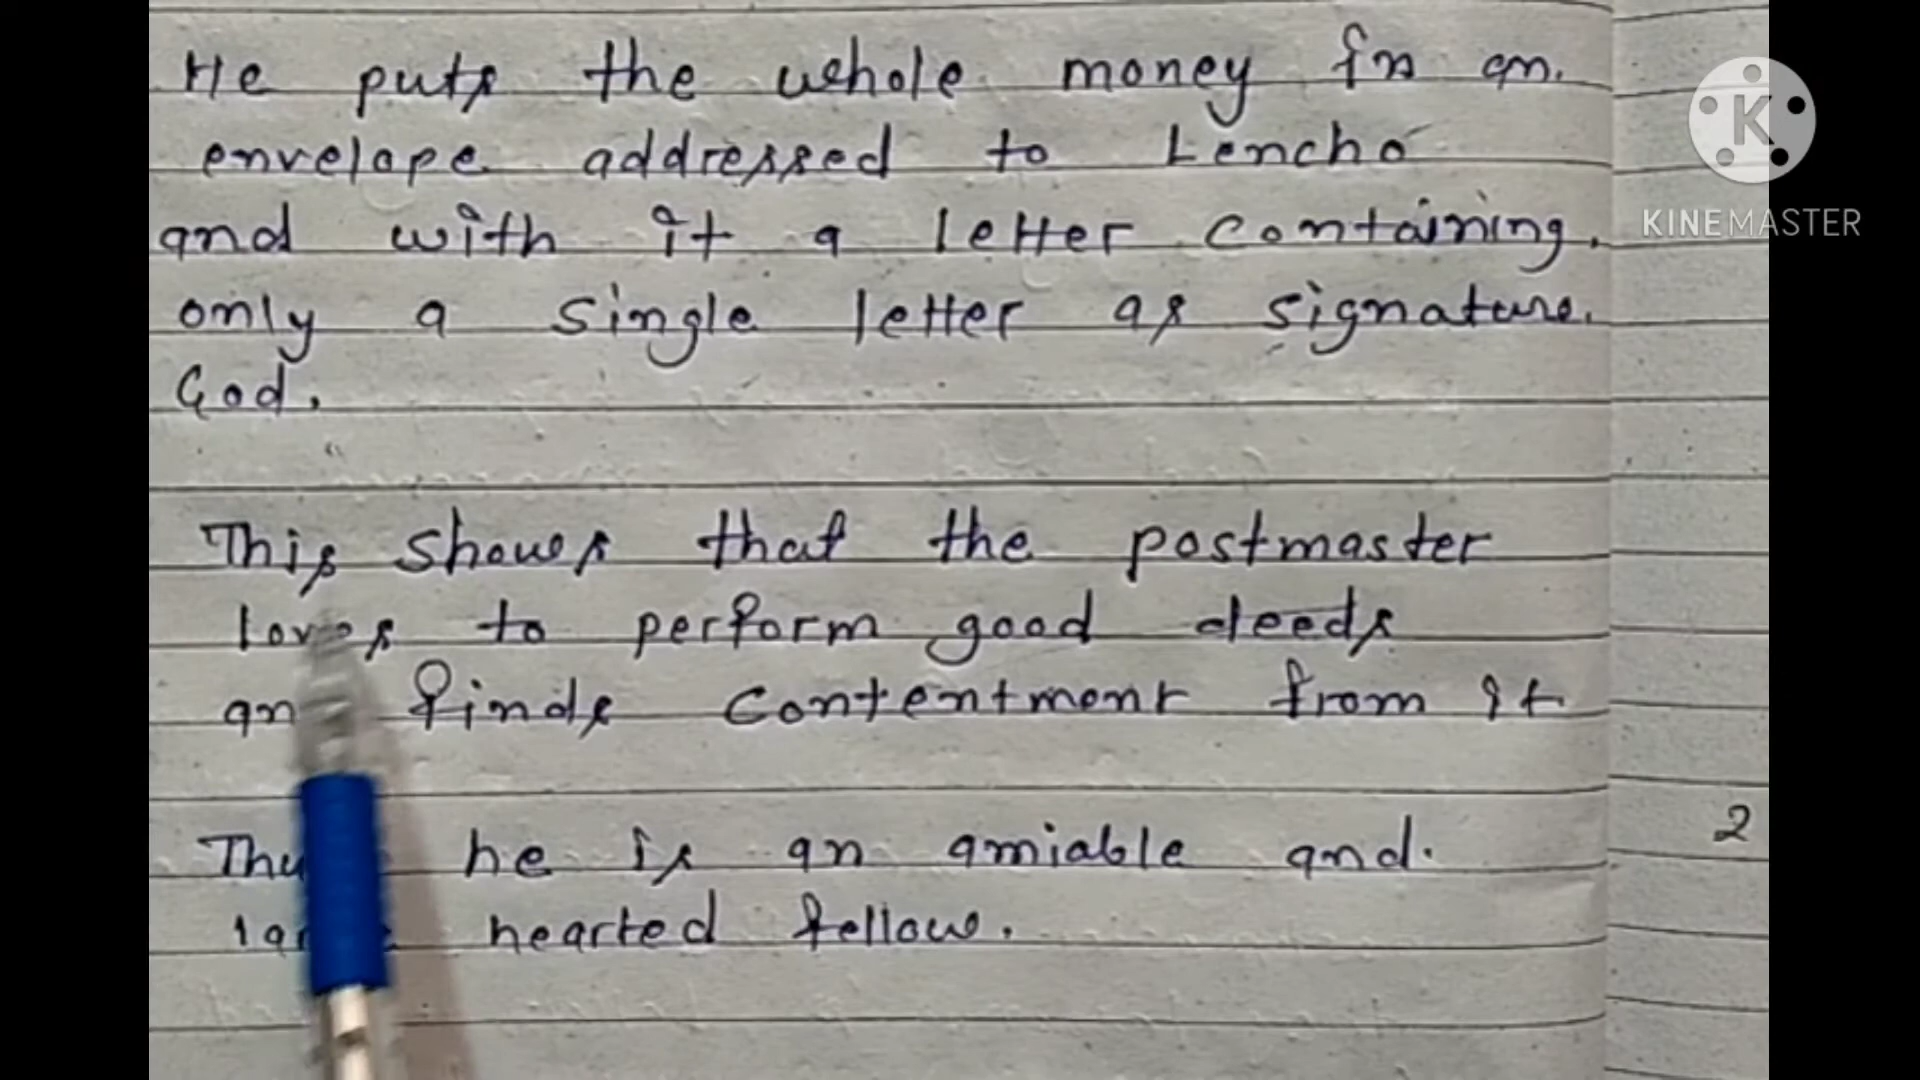 He puts the whole money in an
envelope addressed to Lencho
and with it a letter containing
only a single letter as signature.
God.
This shows that the postmaster
loves to perform good deeds
finds contentment from it
he is an amiable and
hearted fellow.
2
K
KINEMASTER